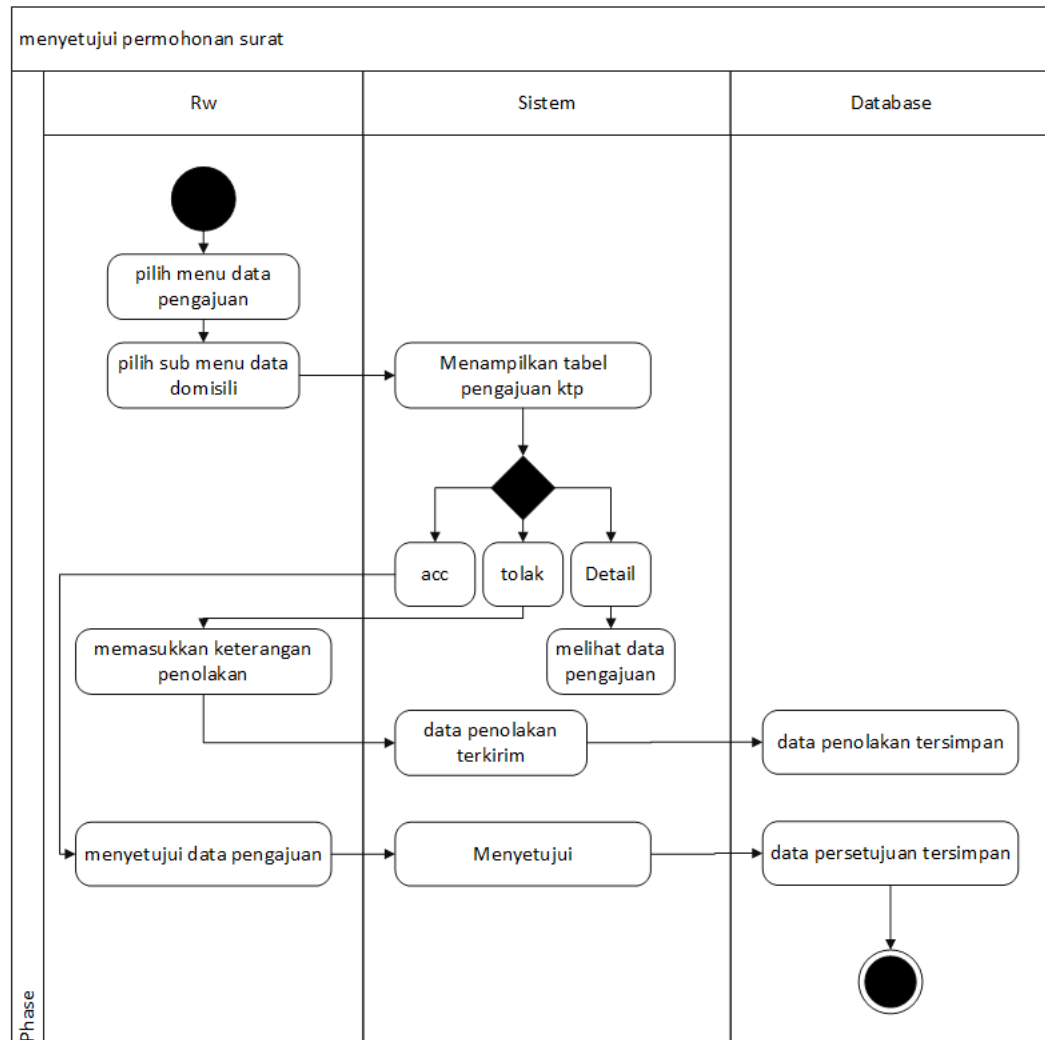 menyetujui permohonan surat
Rw
Sistem
Database
pilih menu data
pengajuan
pilih sub menu data
domisili
Menampilkan tabel
pengajuan ktp
acc
tolak
Detail
memasukkan keterangan
penolakan
melihat data
pengajuan
data penolakan
terkirim
data penolakan tersimpan
menyetujui data pengajuan
Menyetujui
data persetujuan tersimpan
Phase